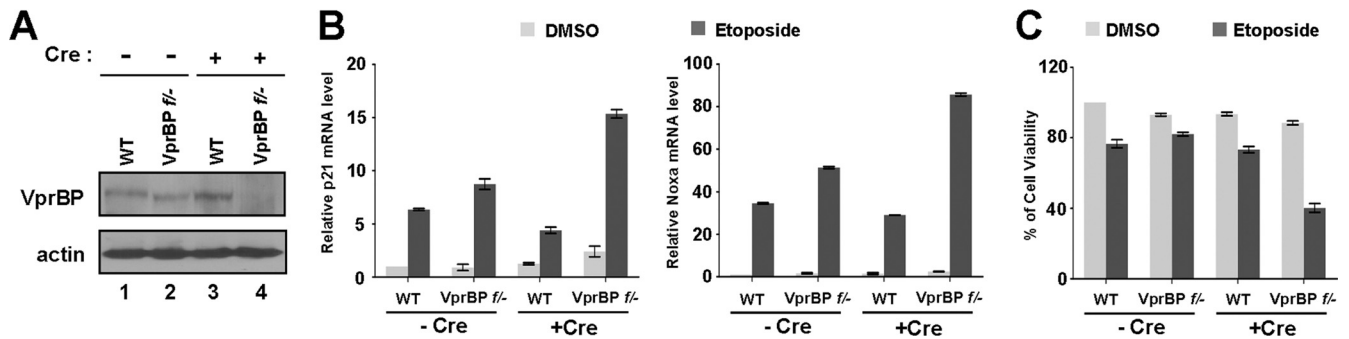 A
Cre : - - + +
WT
VprBP f/-
WT
VprBP f/-
VprBP
actin
1 2 3 4
B
DMSO Etoposide
Relative p21 mRNA level
20
15
10
5
0
WT VprBP f/- WT VprBP f/-
- Cre +Cre
Relative Noxa mRNA level
100
80
60
40
20
0
WT VprBP f/- WT VprBP f/-
- Cre +Cre
C
DMSO Etoposide
% of Cell Viability
120
80
40
0
WT VprBP f/- WT VprBP f/-
- Cre +Cre